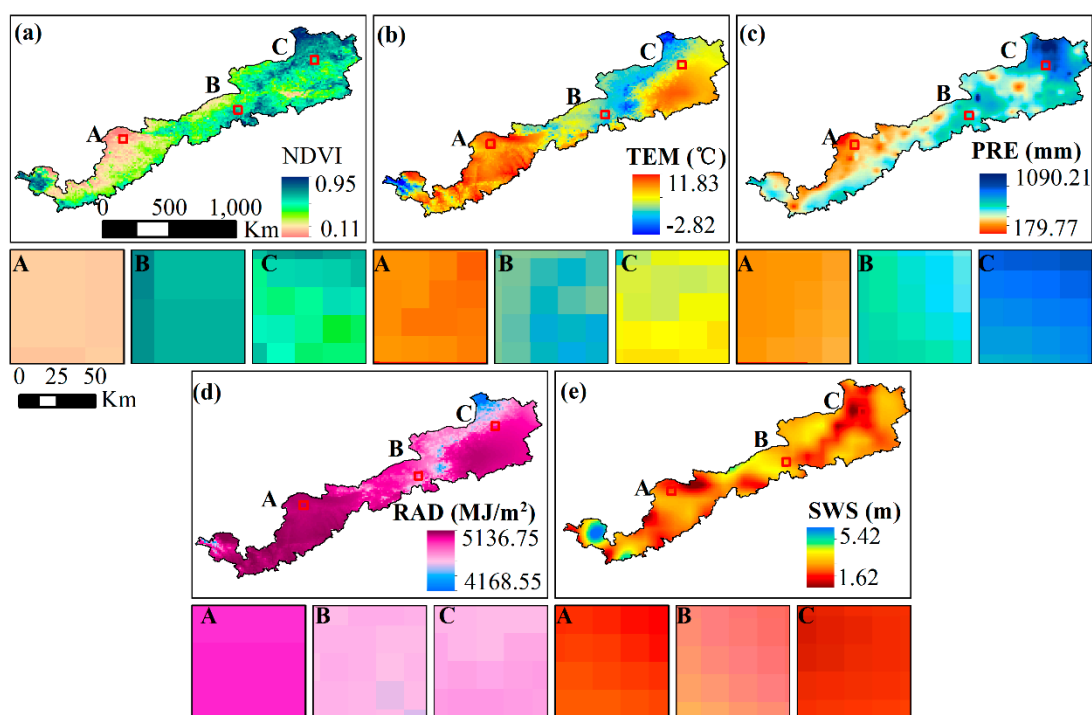 (a)
C
B
A
NDVI
0.95
0.11
0 500 1,000
Km
(b)
C
B
A
TEM (℃)
11.83
-2.82
(c)
C
B
A
PRE (mm)
1090.21
179.77
A B C A B C A B C
0 25 50
Km
(d)
C
B
A
RAD (MJ/m²)
5136.75
4168.55
(e)
C
B
A
SWS (m)
5.42
1.62
A B C A B C